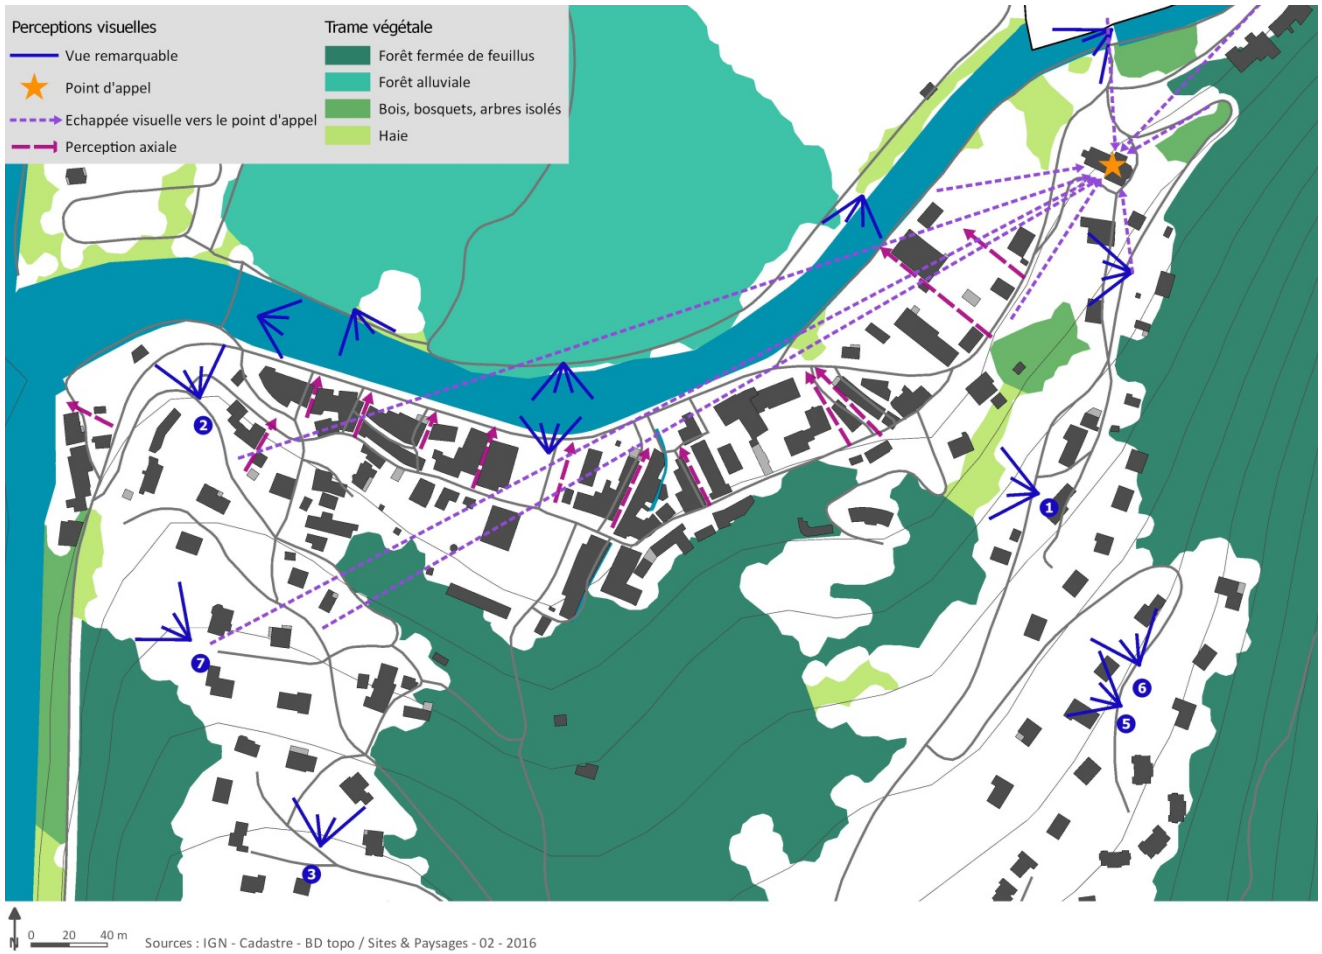 Perceptions visuelles
Vue remarquable
Point d'appel
Echappée visuelle vers le point d'appel
Perception axiale
Trame végétale
Forêt fermée de feuillus
Forêt alluviale
Bois, bosquets, arbres isolés
Haie
2
1
7
6
5
3
N
0 20 40 m
Sources : IGN - Cadastre - BD topo / Sites & Paysages - 02 - 2016